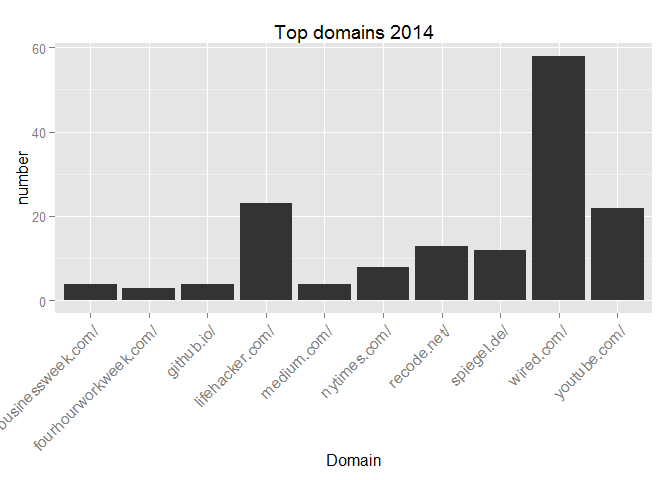 Top domains 2014
60
40
20
0
number
businessweek.com/
fourhourworkweek.com/
github.io/
lifehacker.com/
medium.com/
nytimes.com/
recode.net/
spiegel.de/
wired.com/
youtube.com/
Domain